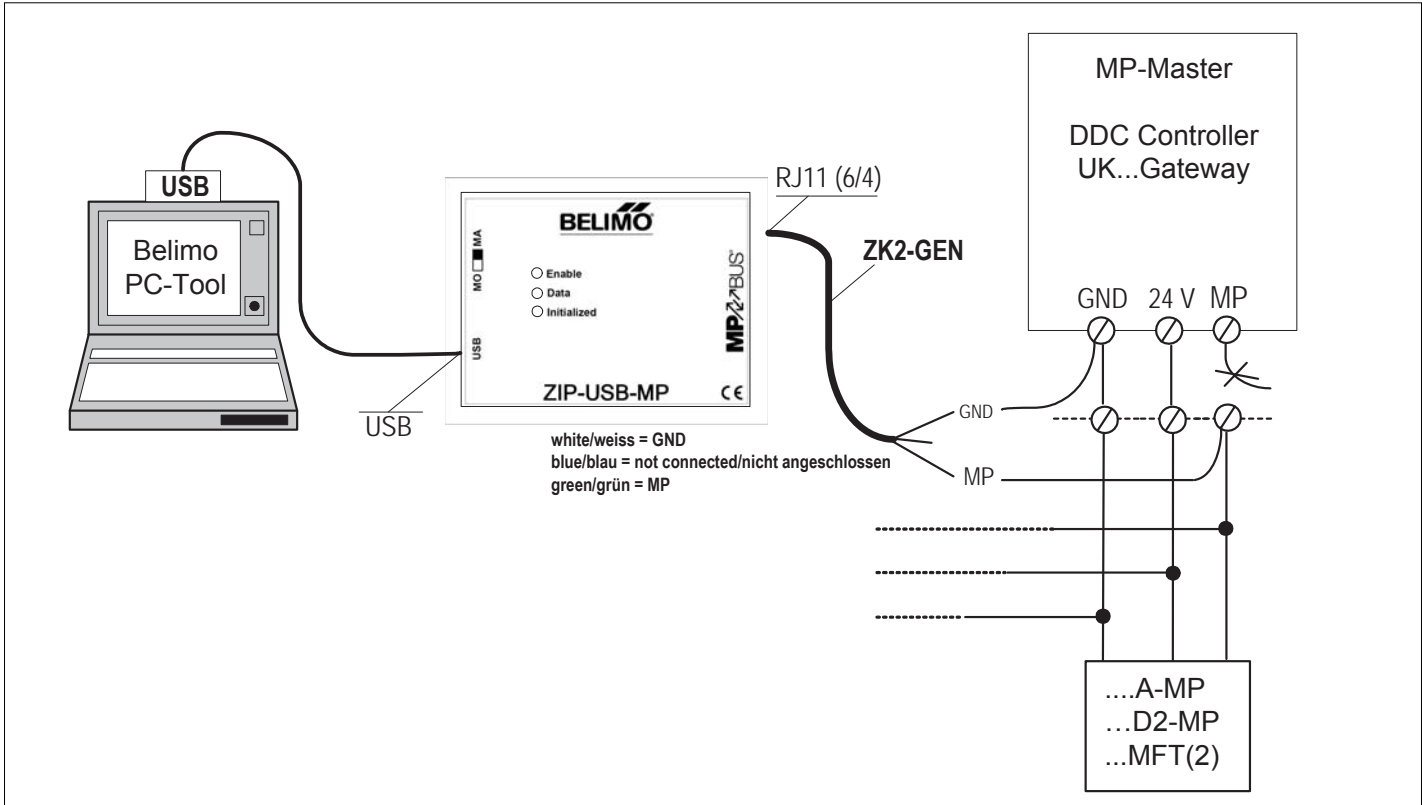 USB
Belimo
PC-Tool
USB
BELIMO
MO MA
Enable
Data
Initialized
USB
MP BUS
ZIP-USB-MP
CE
white/weiss = GND
blue/blau = not connected/nicht angeschlossen
green/grün = MP
RJ11 (6/4)
ZK2-GEN
GND
MP
MP-Master
DDC Controller
UK...Gateway
GND 24 V MP
....A-MP
...D2-MP
...MFT(2)